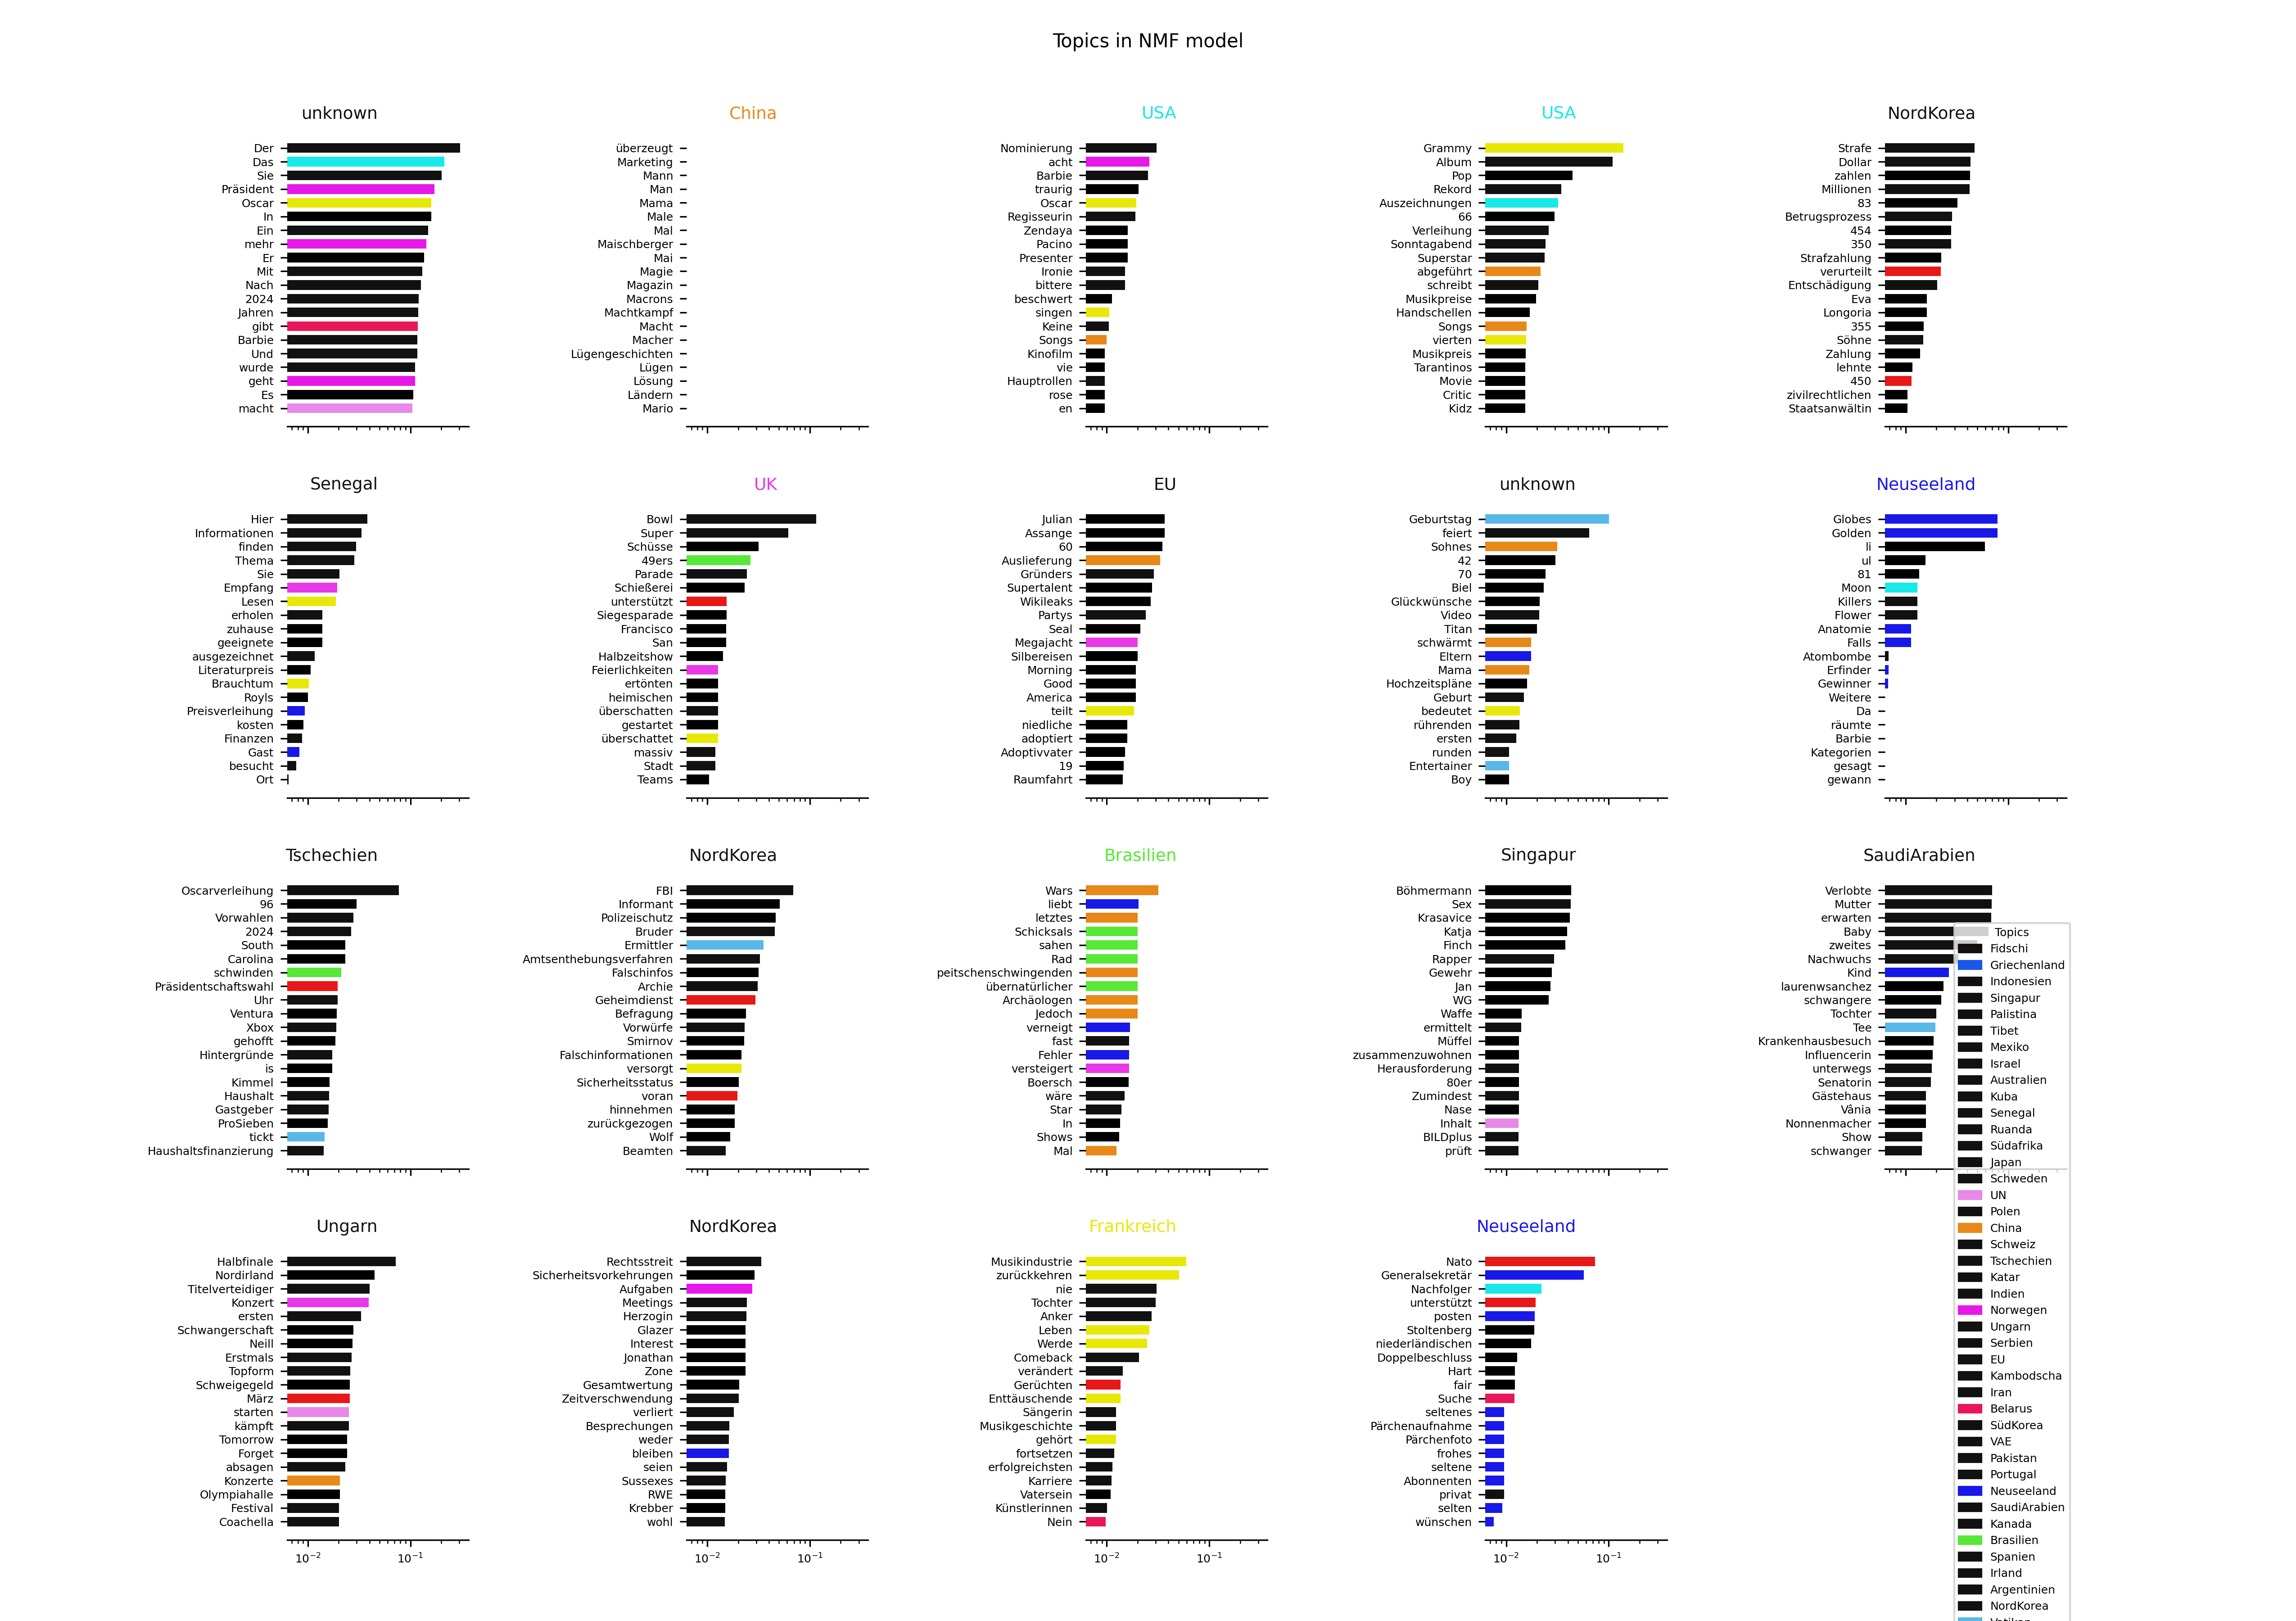 Topics in NMF model
unknown
Der
Das
Sie
Präsident
Oscar
In
Ein
mehr
Er
Mit
Nach
2024
Jahren
gibt
Barbie
Und
wurde
geht
Es
macht
China
überzeugt
Marketing
Mann
Man
Mama
Male
Mal
Maischberger
Mai
Magie
Magazin
Macrons
Machtkampf
Macht
Macher
Lügengeschichten
Lügen
Lösung
Ländern
Mario
USA
Nominierung
acht
Barbie
traurig
Oscar
Regisseurin
Zendaya
Pacino
Presenter
Ironie
bittere
beschwert
singen
Keine
Songs
Kinofilm
vie
Hauptrollen
rose
en
USA
Grammy
Album
Pop
Rekord
Auszeichnungen
66
Verleihung
Sonntagabend
Superstar
abgeführt
schreibt
Musikpreise
Handschellen
Songs
vierten
Musikpreis
Tarantinos
Movie
Critic
Kidz
NordKorea
Strafe
Dollar
zahlen
Millionen
83
Betrugsprozess
454
350
Strafzahlung
verurteilt
Entschädigung
Eva
Longoria
355
Söhne
Zahlung
lehnte
450
zivilrechtlichen
Staatsanwältin
Senegal
Hier
Informationen
finden
Thema
Sie
Empfang
Lesen
erholen
zuhause
geeignete
ausgezeichnet
Literaturpreis
Brauchtum
Royls
Preisverleihung
kosten
Finanzen
Gast
besucht
Ort
UK
Bowl
Super
Schüsse
49ers
Parade
Schießerei
unterstützt
Siegesparade
Francisco
San
Halbzeitshow
Feierlichkeiten
ertönten
heimischen
überschatten
gestartet
überschattet
massiv
Stadt
Teams
EU
Julian
Assange
60
Auslieferung
Gründers
Supertalent
Wikileaks
Partys
Seal
Megajacht
Silbereisen
Morning
Good
America
teilt
niedliche
adoptiert
Adoptivvater
19
Raumfahrt
unknown
Geburtstag
feiert
Sohnes
42
70
Biel
Glückwünsche
Video
Titan
schwärmt
Eltern
Mama
Hochzeitspläne
Geburt
bedeutet
rührenden
ersten
runden
Entertainer
Boy
Neuseeland
Globes
Golden
li
ul
81
Moon
Killers
Flower
Anatomie
Falls
Atombombe
Erfinder
Gewinner
Weitere
Da
räumte
Barbie
Kategorien
gesagt
gewann
Tschechien
Oscarverleihung
96
Vorwahlen
2024
South
Carolina
schwinden
Präsidentschaftswahl
Uhr
Ventura
Xbox
gehofft
Hintergründe
is
Kimmel
Haushalt
Gastgeber
ProSieben
tickt
Haushaltsfinanzierung
NordKorea
FBI
Informant
Polizeischutz
Bruder
Ermittler
Amtsenthebungsverfahren
Falschinfos
Archie
Geheimdienst
Befragung
Vorwürfe
Smirnov
Falschinformationen
versorgt
Sicherheitsstatus
voran
hinnehmen
zurückgezogen
Wolf
Beamten
Brasilien
Wars
liebt
letztes
Schicksals
sahen
Rad
peitschenschwingenden
übernatürlicher
Archäologen
Jedoch
verneigt
fast
Fehler
versteigert
Boersch
wäre
Star
In
Shows
Mal
Singapur
Böhmermann
Sex
Krasavice
Katja
Finch
Rapper
Gewehr
Jan
WG
Waffe
ermittelt
Müffel
zusammenzuwohnen
Herausforderung
80er
Zumindest
Nase
Inhalt
BILDplus
prüft
SaudiArabien
Verlobte
Mutter
erwarten
Baby
zweites
Nachwuchs
Kind
laurenwsanchez
schwangere
Tochter
Tee
Krankenhausbesuch
Influencerin
unterwegs
Senatorin
Gästehaus
Vânia
Nonnenmacher
Show
schwanger
Ungarn
Halbfinale
Nordirland
Titelverteidiger
Konzert
ersten
Schwangerschaft
Neill
Erstmals
Topform
Schweigegeld
März
starten
kämpft
Tomorrow
Forget
absagen
Konzerte
Olympiahalle
Festival
Coachella
10⁻² 10⁻¹
NordKorea
Rechtsstreit
Sicherheitsvorkehrungen
Aufgaben
Meetings
Herzogin
Glazer
Interest
Jonathan
Zone
Gesamtwertung
Zeitverschwendung
verliert
Besprechungen
weder
bleiben
seien
Sussexes
RWE
Krebber
wohl
10⁻² 10⁻¹
Frankreich
Musikindustrie
zurückkehren
nie
Tochter
Anker
Leben
Werde
Comeback
verändert
Gerüchten
Enttäuschende
Sängerin
Musikgeschichte
gehört
fortsetzen
erfolgreichsten
Karriere
Vatersein
Künstlerinnen
Nein
10⁻² 10⁻¹
Neuseeland
Nato
Generalsekretär
Nachfolger
unterstützt
posten
Stoltenberg
niederländischen
Doppelbeschluss
Hart
fair
Suche
seltenes
Pärchenaufnahme
Pärchenfoto
frohes
seltene
Abonnenten
privat
selten
wünschen
10⁻² 10⁻¹
Topics
Fidschi
Griechenland
Indonesien
Singapur
Palistina
Tibet
Mexiko
Israel
Australien
Kuba
Senegal
Ruanda
Südafrika
Japan
Schweden
UN
Polen
China
Schweiz
Tschechien
Katar
Indien
Norwegen
Ungarn
Serbien
EU
Kambodscha
Iran
Belarus
SüdKorea
VAE
Pakistan
Portugal
Neuseeland
SaudiArabien
Kanada
Brasilien
Spanien
Irland
Argentinien
NordKorea